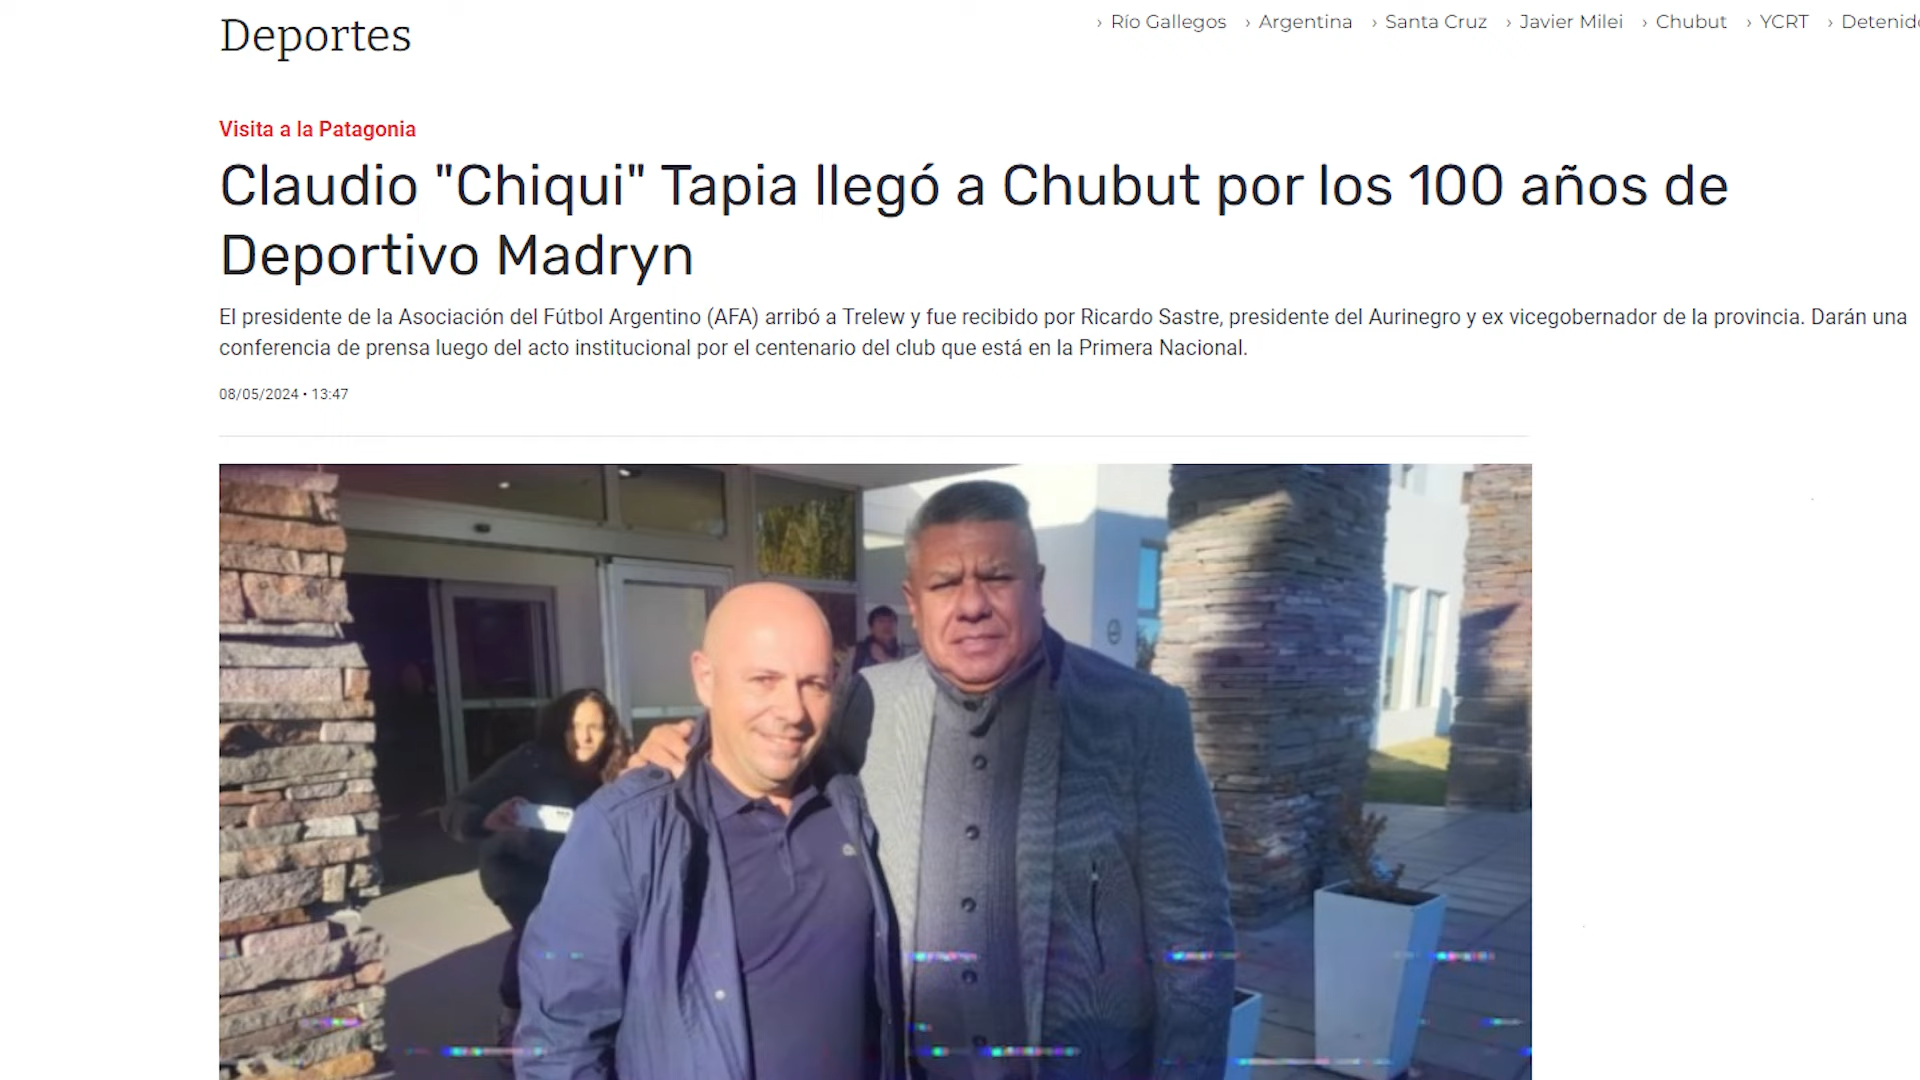 Deportes
› Río Gallegos › Argentina › Santa Cruz › Javier Milei › Chubut › YCRT
Visita a la Patagonia
Claudio "Chiqui" Tapia llegó a Chubut por los 100 años de
Deportivo Madryn
El presidente de la Asociación del Fútbol Argentino (AFA) arribó a Trelew y fue recibido por Ricardo Sastre, presidente del Aurinegro y ex vicegobernador de la provincia. Darán una
conferencia de prensa luego del acto institucional por el centenario del club que está en la Primera Nacional.
08/05/2024 • 13:47